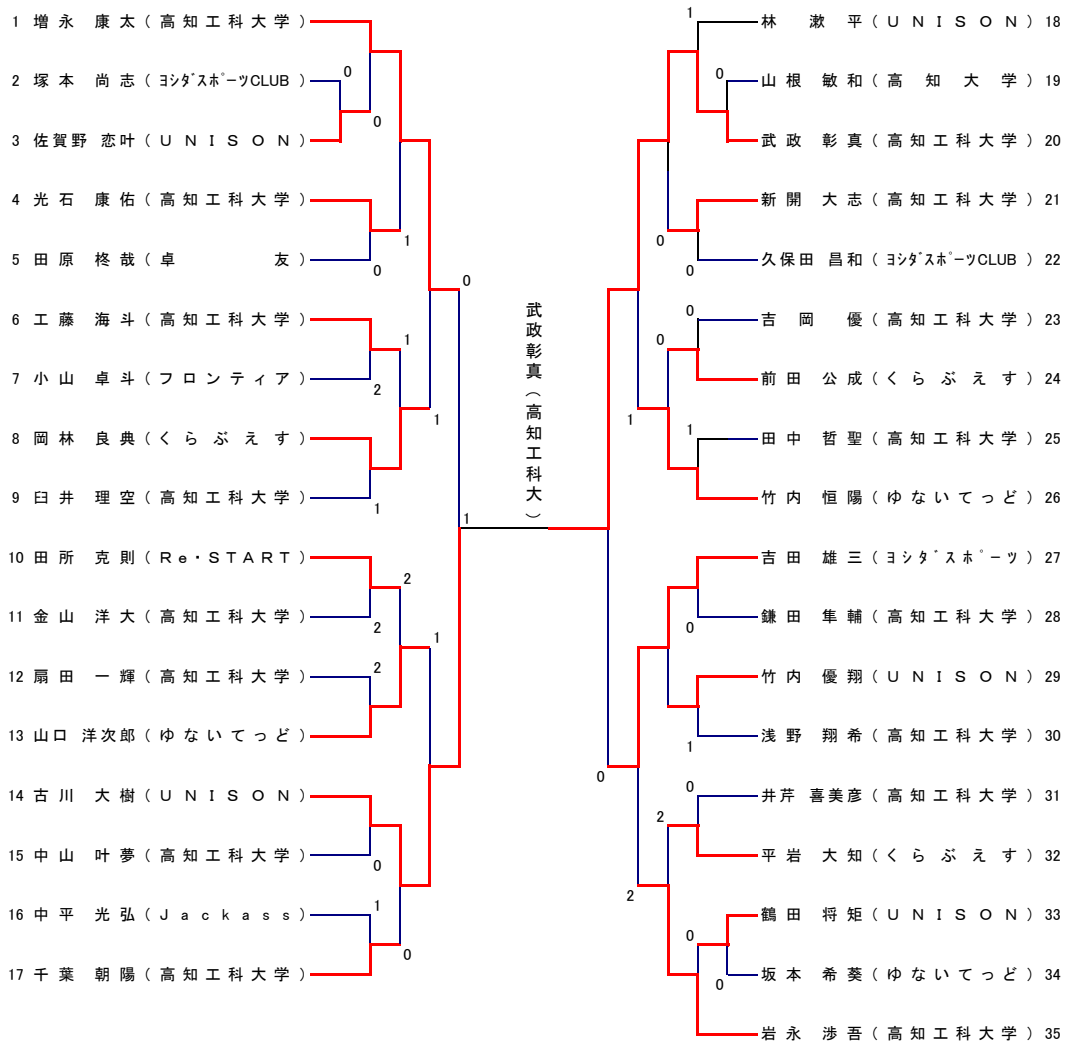 1 増永 康太 (高知工科大学)
0
2 塚本 尚志 (ﾖｼﾀﾞｽﾎﾟｰﾂCLUB)
0
3 佐賀野 恋叶 (UNISON)
4 光石 康佑 (高知工科大学)
1
5 田原 柊哉 (卓友)
0
0
6 工藤 海斗 (高知工科大学)
1
7 小山 卓斗 (フロンティア)
2
1
8 岡林 良典 (くらぶえす)
9 臼井 理空 (高知工科大学)
1
1
10 田所 克則 (Re・START)
2
11 金山 洋大 (高知工科大学)
2
1
12 扇田 一輝 (高知工科大学)
2
13 山口 洋次郎 (ゆないてっど)
14 古川 大樹 (UNISON)
15 中山 叶夢 (高知工科大学)
0
16 中平 光弘 (Jackass)
1
0
17 千葉 朝陽 (高知工科大学)
武政彰真(高知工科大)
1
林 漱平 (UNISON) 18
0
山根 敏和 (高知大学) 19
武政 彰真 (高知工科大学) 20
新開 大志 (高知工科大学) 21
0
久保田 昌和 (ﾖｼﾀﾞｽﾎﾟｰﾂCLUB) 22
0
0
吉岡 優 (高知工科大学) 23
0
前田 公成 (くらぶえす) 24
1
1
田中 哲聖 (高知工科大学) 25
竹内 恒陽 (ゆないてっど) 26
吉田 雄三 (ﾖｼﾀﾞｽﾎﾟｰﾂ) 27
鎌田 隼輔 (高知工科大学) 28
0
竹内 優翔 (UNISON) 29
浅野 翔希 (高知工科大学) 30
1
0
0
井芹 喜美彦 (高知工科大学) 31
2
平岩 大知 (くらぶえす) 32
2
鶴田 将矩 (UNISON) 33
0
坂本 希葵 (ゆないてっど) 34
0
岩永 渉吾 (高知工科大学) 35